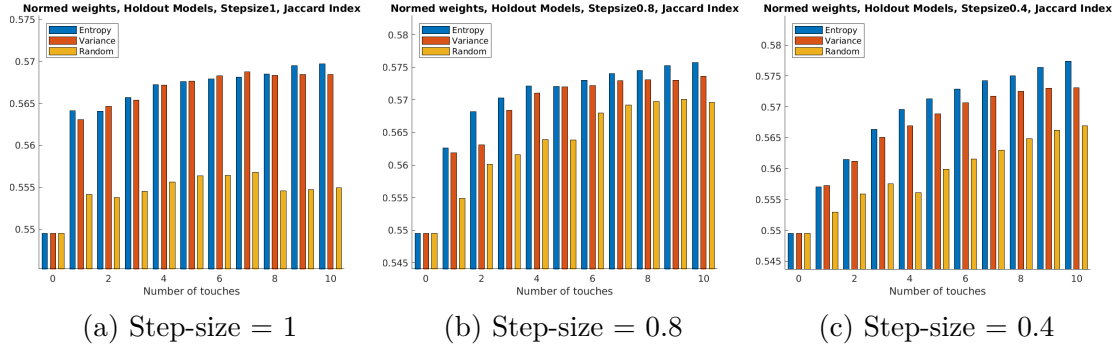 Normed weights, Holdout Models, Stepsize1, Jaccard Index
0.575
0.57
0.565
0.56
0.555
0.55
Entropy
Variance
Random
0 2 4 6 8 10
Number of touches
(a) Step-size = 1
Normed weights, Holdout Models, Stepsize0.8, Jaccard Index
0.58
0.575
0.57
0.565
0.56
0.555
0.55
0.545
Entropy
Variance
Random
0 2 4 6 8 10
Number of touches
(b) Step-size = 0.8
Normed weights, Holdout Models, Stepsize0.4, Jaccard Index
0.58
0.575
0.57
0.565
0.56
0.555
0.55
0.545
Entropy
Variance
Random
0 2 4 6 8 10
Number of touches
(c) Step-size = 0.4